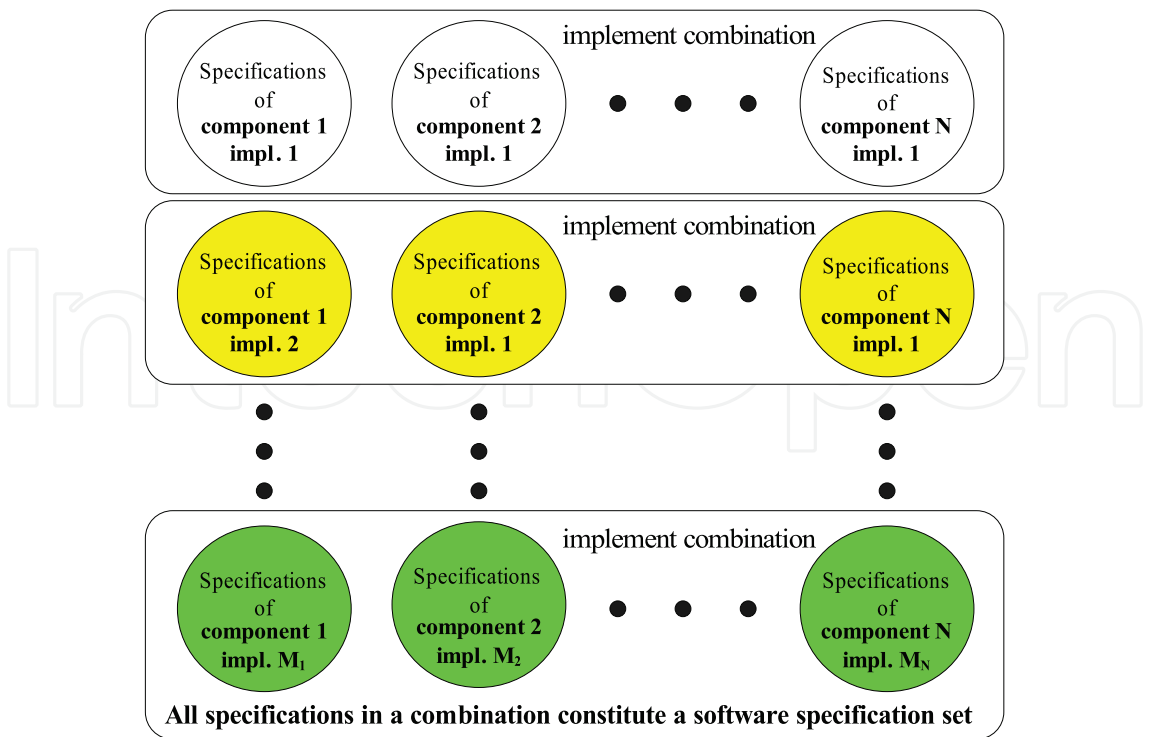 implement combination
Specifications
of
component 1
impl. 1
Specifications
of
component 2
impl. 1
Specifications
of
component N
impl. 1
implement combination
Specifications
of
component 1
impl. 2
Specifications
of
component 2
impl. 1
Specifications
of
component N
impl. 1
implement combination
Specifications
of
component 1
impl. M₁
Specifications
of
component 2
impl. M₂
Specifications
of
component N
impl. Mɴ
All specifications in a combination constitute a software specification set
IntechOpen